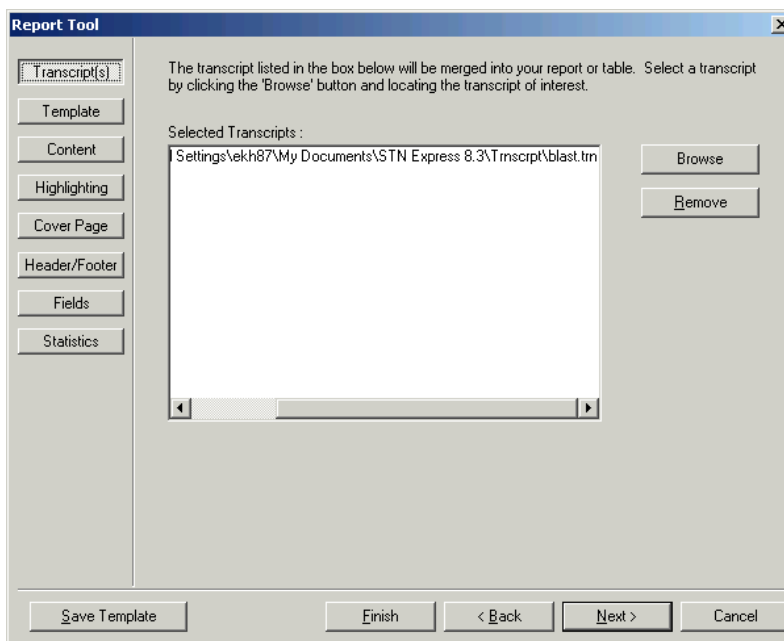 Report Tool
Transcript(s)
Template
Content
Highlighting
Cover Page
Header/Footer
Fields
Statistics
The transcript listed in the box below will be merged into your report or table. Select a transcript
by clicking the 'Browse' button and locating the transcript of interest.
Selected Transcripts :
Settings\ekh87\My Documents\STN Express 8.3\Trnscrpt\blast.trn
Browse
Remove
Save Template
Finish
< Back
Next >
Cancel